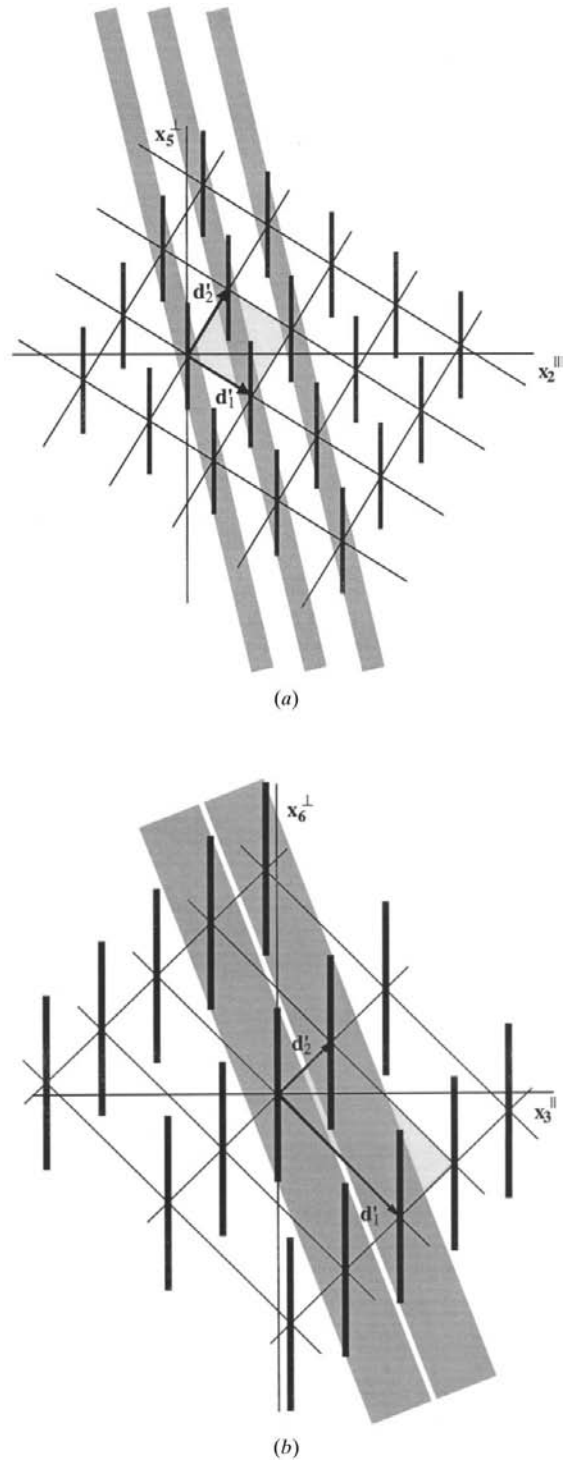 x₅⊥
d′₂
x₂||
d′₁
(a)
x₆⊥
d′₂
x₃||
d′₁
(b)